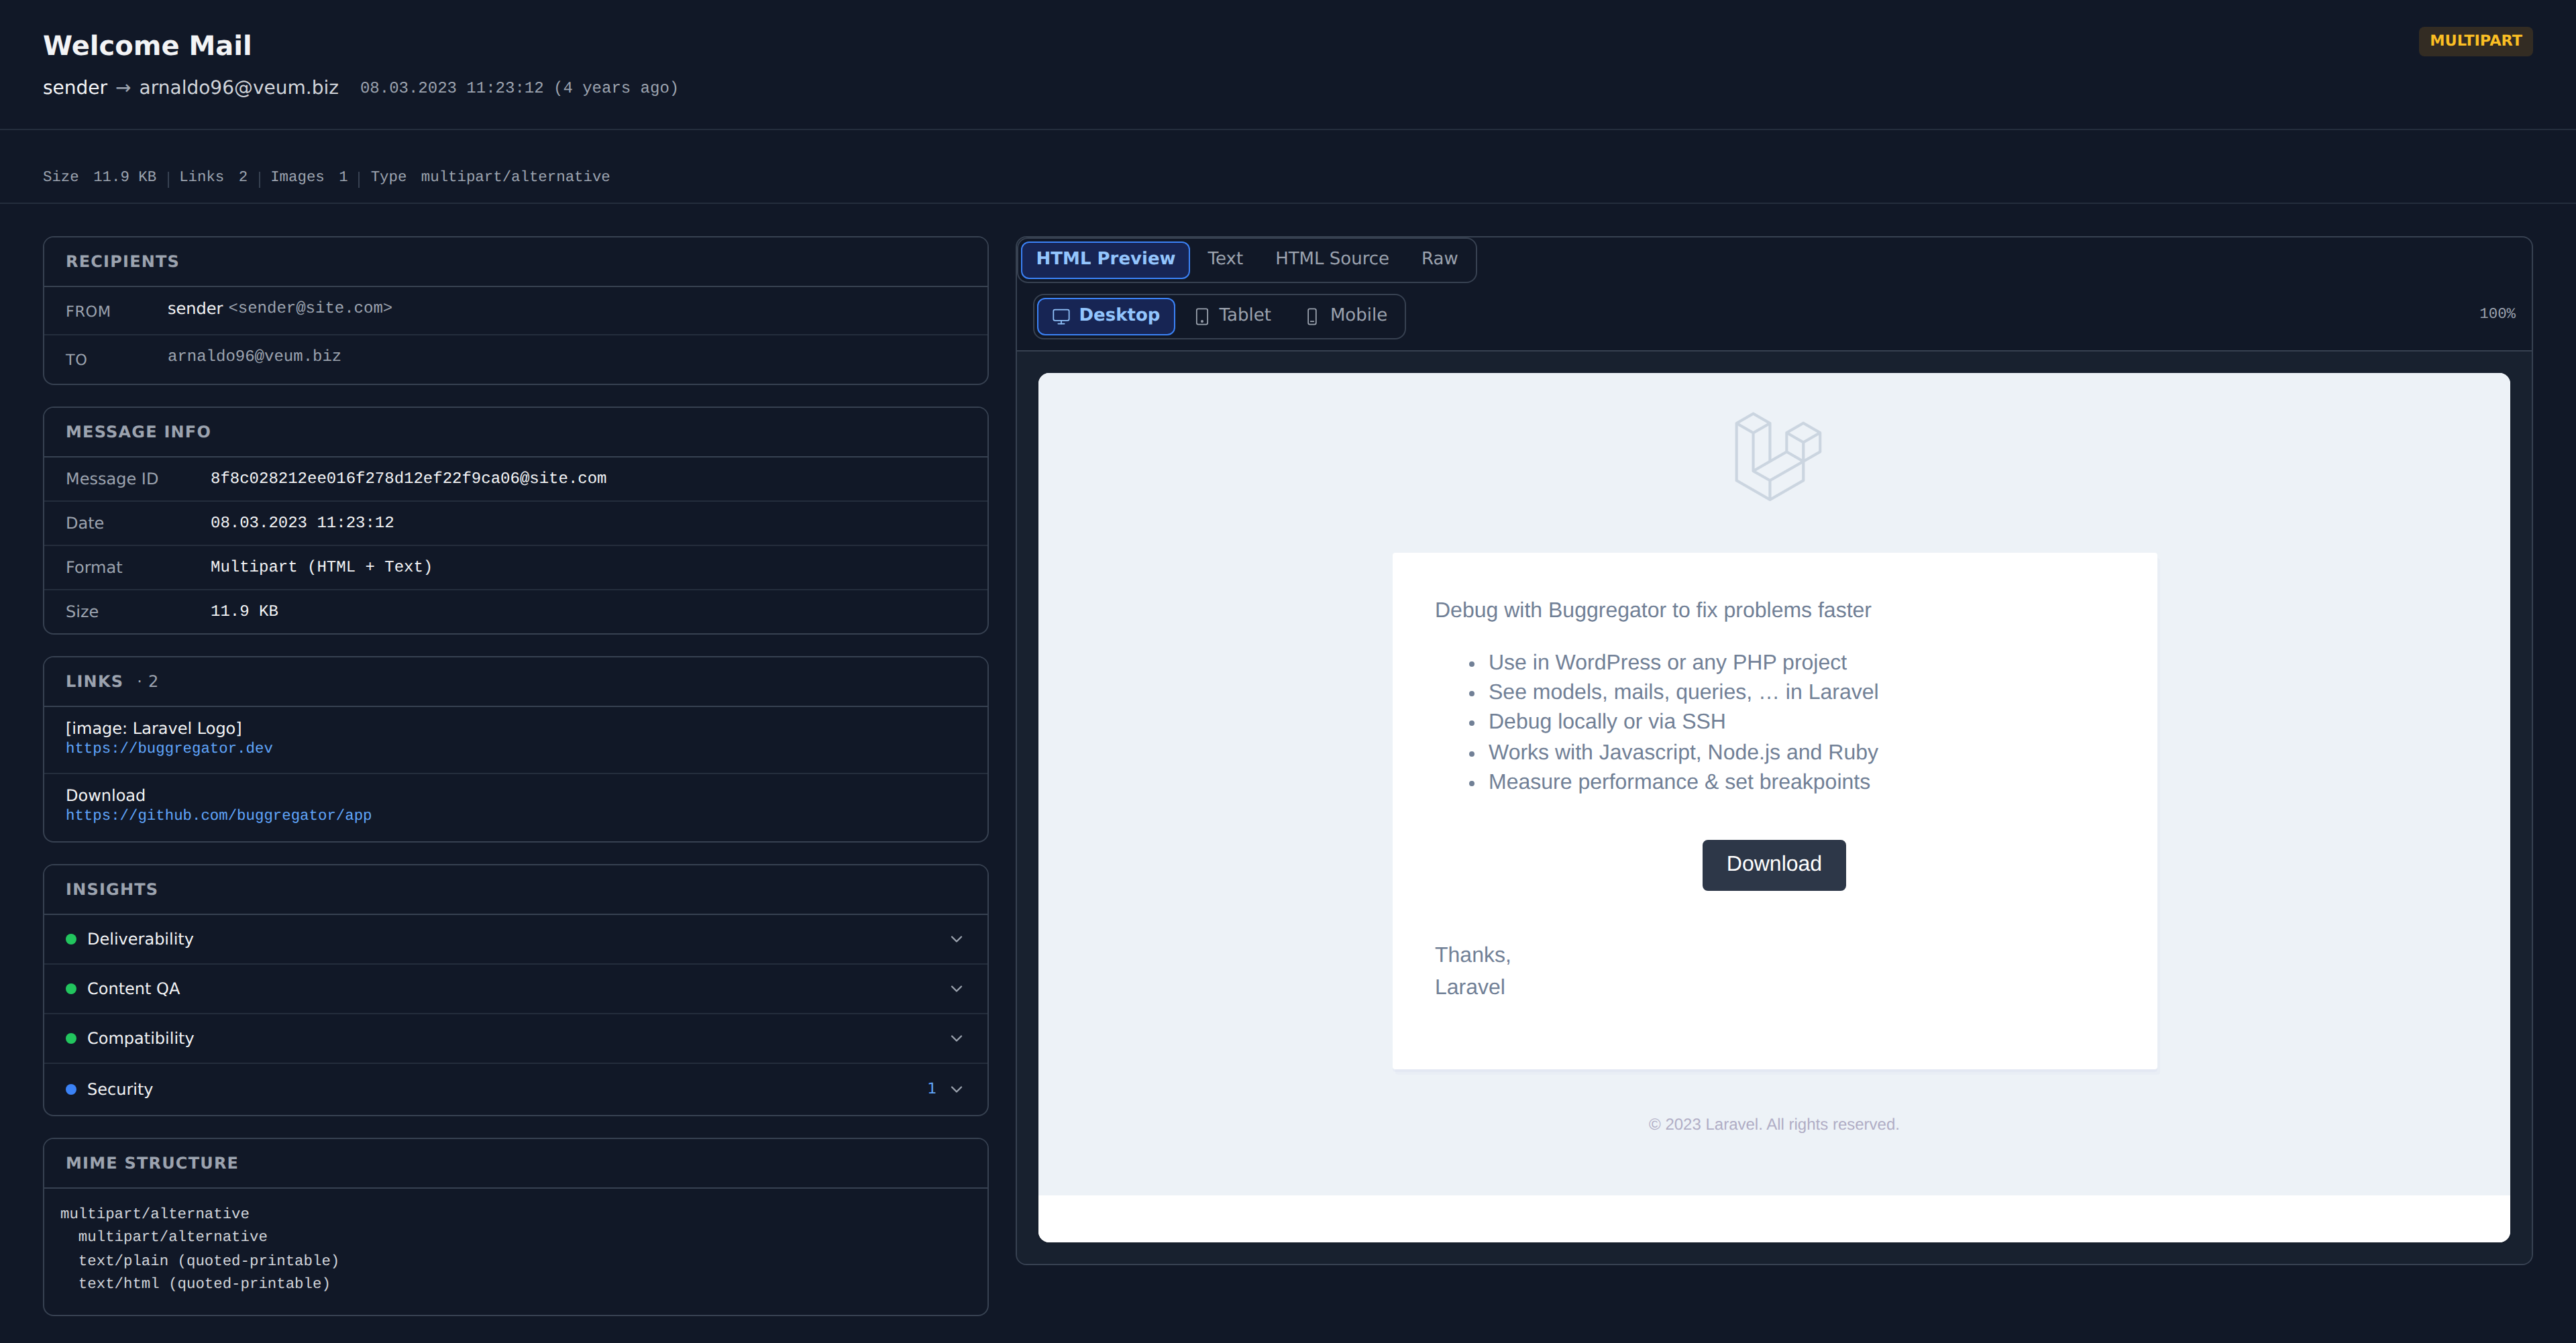 Welcome Mail
MULTIPART
sender → arnaldo96@veum.biz 08.03.2023 11:23:12 (4 years ago)
Size 11.9 KB | Links 2 | Images 1 | Type multipart/alternative
RECIPIENTS
FROM sender <sender@site.com>
TO arnaldo96@veum.biz
MESSAGE INFO
Message ID 8f8c028212ee016f278d12ef22f9ca06@site.com
Date 08.03.2023 11:23:12
Format Multipart (HTML + Text)
Size 11.9 KB
LINKS · 2
[image: Laravel Logo]
https://buggregator.dev
Download
https://github.com/buggregator/app
INSIGHTS
Deliverability
Content QA
Compatibility
Security 1
MIME STRUCTURE
multipart/alternative
multipart/alternative
text/plain (quoted-printable)
text/html (quoted-printable)
HTML Preview Text HTML Source Raw
Desktop Tablet Mobile 100%
Debug with Buggregator to fix problems faster
• Use in WordPress or any PHP project
• See models, mails, queries, … in Laravel
• Debug locally or via SSH
• Works with Javascript, Node.js and Ruby
• Measure performance & set breakpoints
Download
Thanks,
Laravel
© 2023 Laravel. All rights reserved.